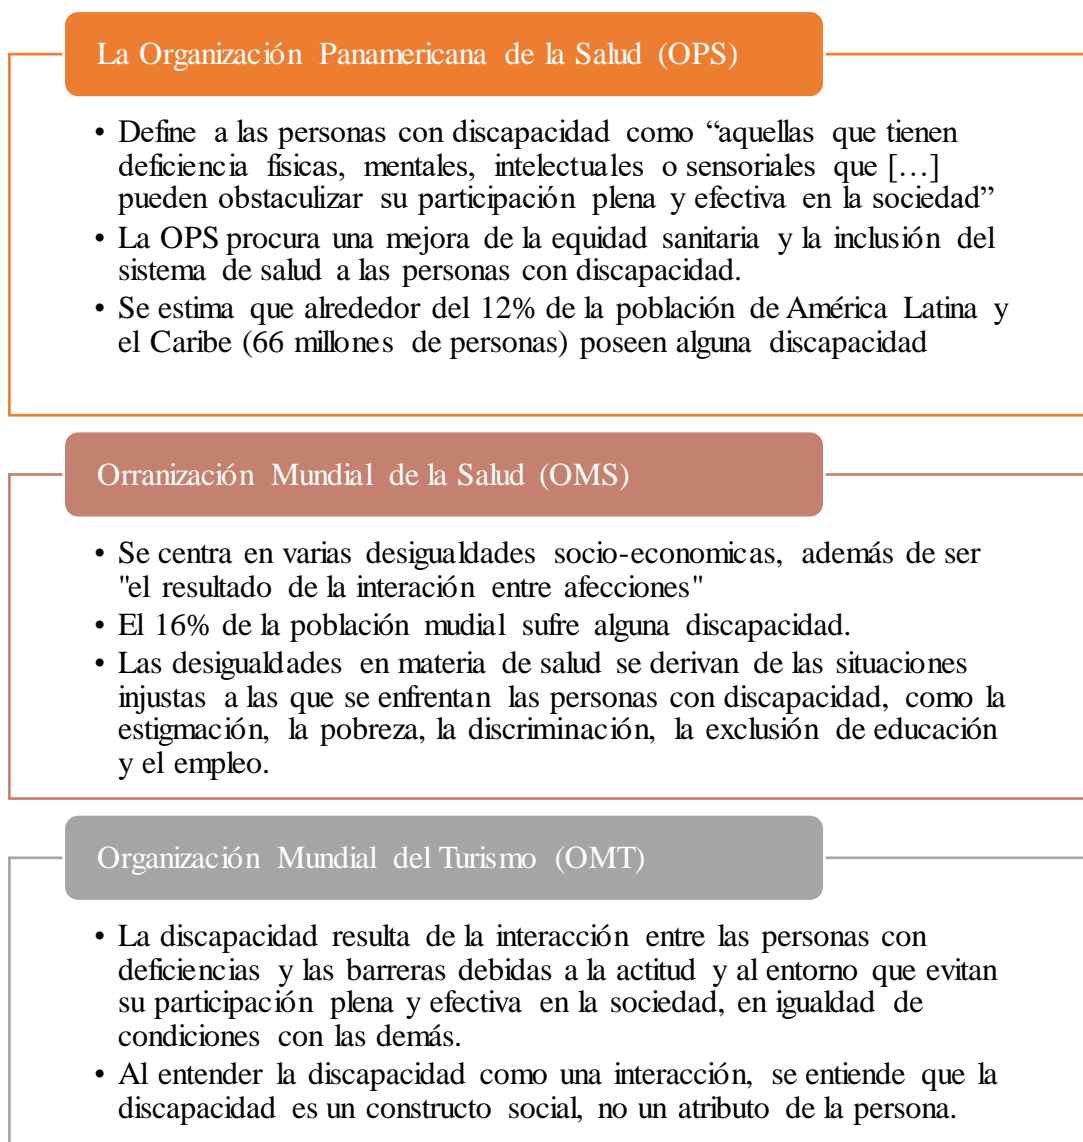 La Organización Panamericana de la Salud (OPS)
• Define a las personas con discapacidad como “aquellas que tienen
deficiencia físicas, mentales, intelectuales o sensoriales que […]
pueden obstaculizar su participación plena y efectiva en la sociedad”
• La OPS procura una mejora de la equidad sanitaria y la inclusión del
sistema de salud a las personas con discapacidad.
• Se estima que alrededor del 12% de la población de América Latina y
el Caribe (66 millones de personas) poseen alguna discapacidad
Orranización Mundial de la Salud (OMS)
• Se centra en varias desigualdades socio-economicas, además de ser
"el resultado de la interación entre afecciones"
• El 16% de la población mudial sufre alguna discapacidad.
• Las desigualdades en materia de salud se derivan de las situaciones
injustas a las que se enfrentan las personas con discapacidad, como la
estigmación, la pobreza, la discriminación, la exclusión de educación
y el empleo.
Organización Mundial del Turismo (OMT)
• La discapacidad resulta de la interacción entre las personas con
deficiencias y las barreras debidas a la actitud y al entorno que evitan
su participación plena y efectiva en la sociedad, en igualdad de
condiciones con las demás.
• Al entender la discapacidad como una interacción, se entiende que la
discapacidad es un constructo social, no un atributo de la persona.